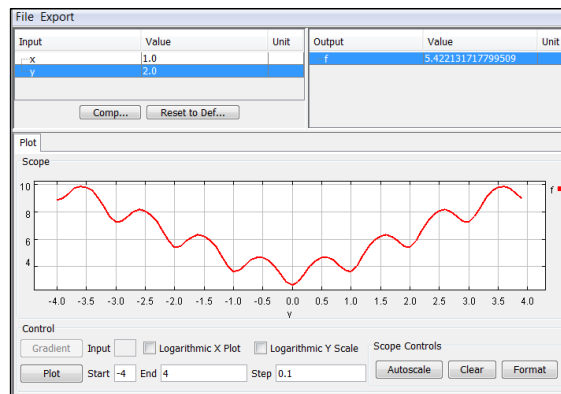 File Export
Input Value Unit Output Value Unit
x 1.0 f 5.422131717799509
y 2.0
Comp... Reset to Def...
Plot
Scope
10
8
6
4
f
-4.0 -3.5 -3.0 -2.5 -2.0 -1.5 -1.0 -0.5 0.0 0.5 1.0 1.5 2.0 2.5 3.0 3.5 4.0
y
Control
Gradient Input Logarithmic X Plot Logarithmic Y Scale Scope Controls
Plot Start -4 End 4 Step 0.1 Autoscale Clear Format